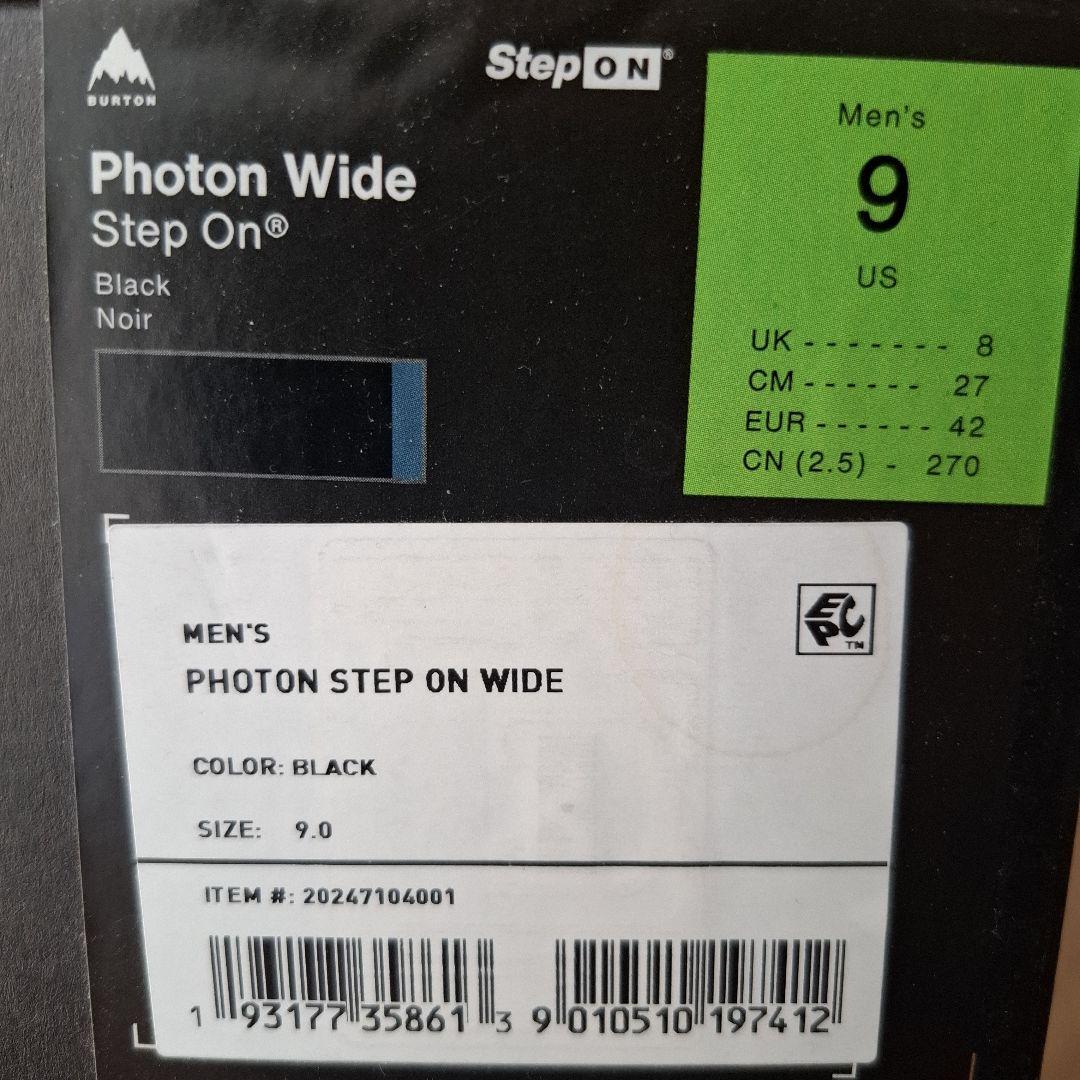 BURTON
StepON®
Photon Wide
Step On®
Black
Noir
Men's
9
US
UK ------- 8
CM ------ 27
EUR ------ 42
CN (2.5) - 270
MEN'S
PHOTON STEP ON WIDE
EPC™
COLOR: BLACK
SIZE: 9.0
ITEM #: 20247104001
1 93177 35861 3
9 010510 197412